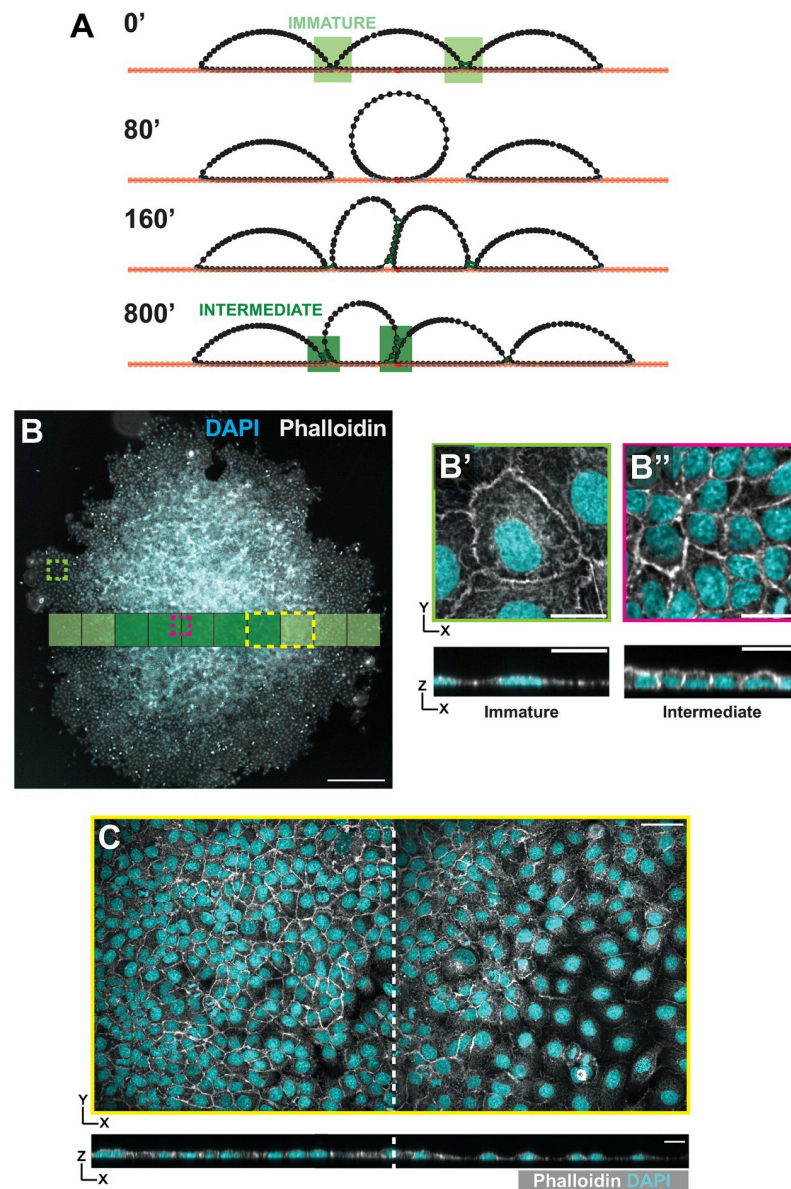 A
0’
IMMATURE
80’
160’
800’
INTERMEDIATE
B
DAPI Phalloidin
B’
B’’
Y
X
Z
X
Immature
Intermediate
C
Y
X
Z
X
Phalloidin DAPI